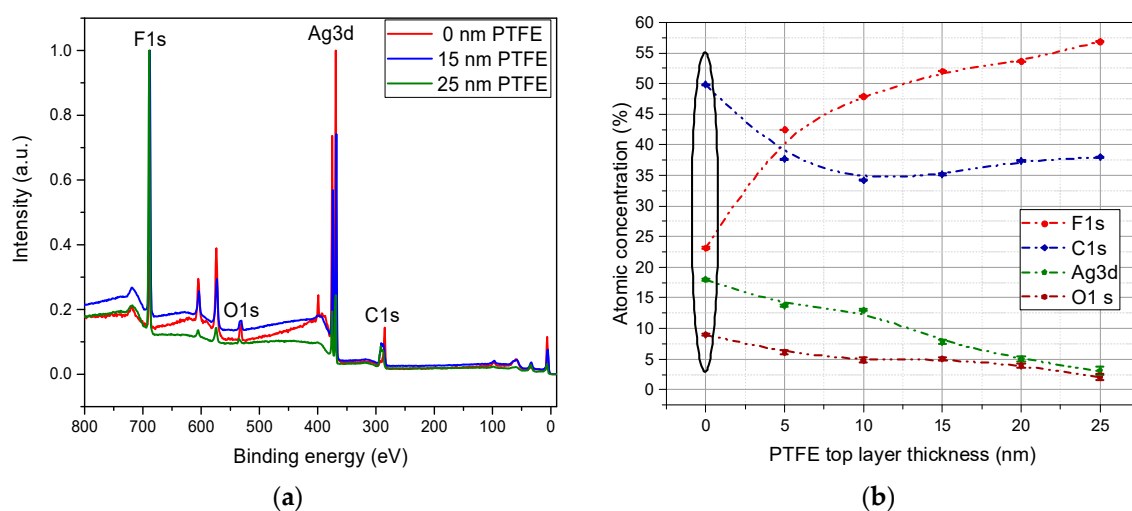 F1s
Ag3d
0 nm PTFE
15 nm PTFE
25 nm PTFE
O1s
C1s
1.0
0.8
0.6
0.4
0.2
0.0
Intensity (a.u.)
800 700 600 500 400 300 200 100 0
Binding energy (eV)
(a)
60
55
50
45
40
35
30
25
20
15
10
5
0
Atomic concentration (%)
F1s
C1s
Ag3d
O1 s
0 5 10 15 20 25
PTFE top layer thickness (nm)
(b)